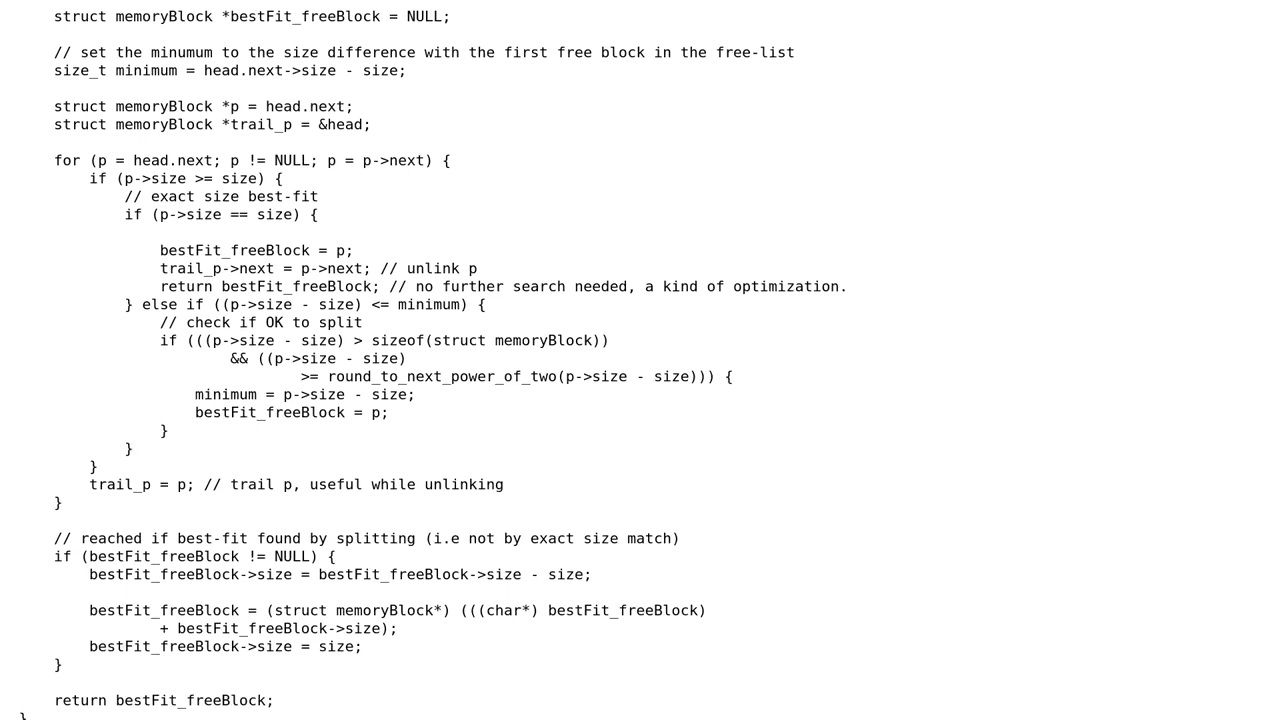 struct memoryBlock *bestFit_freeBlock = NULL;
// set the minumum to the size difference with the first free block in the free-list
size_t minimum = head.next->size - size;
struct memoryBlock *p = head.next;
struct memoryBlock *trail_p = &head;
for (p = head.next; p != NULL; p = p->next) {
if (p->size >= size) {
// exact size best-fit
if (p->size == size) {
bestFit_freeBlock = p;
trail_p->next = p->next; // unlink p
return bestFit_freeBlock; // no further search needed, a kind of optimization.
} else if ((p->size - size) <= minimum) {
// check if OK to split
if (((p->size - size) > sizeof(struct memoryBlock))
&& ((p->size - size)
>= round_to_next_power_of_two(p->size - size))) {
minimum = p->size - size;
bestFit_freeBlock = p;
}
}
}
trail_p = p; // trail p, useful while unlinking
}
// reached if best-fit found by splitting (i.e not by exact size match)
if (bestFit_freeBlock != NULL) {
bestFit_freeBlock->size = bestFit_freeBlock->size - size;
bestFit_freeBlock = (struct memoryBlock*) (((char*) bestFit_freeBlock)
+ bestFit_freeBlock->size);
bestFit_freeBlock->size = size;
}
return bestFit_freeBlock;
}